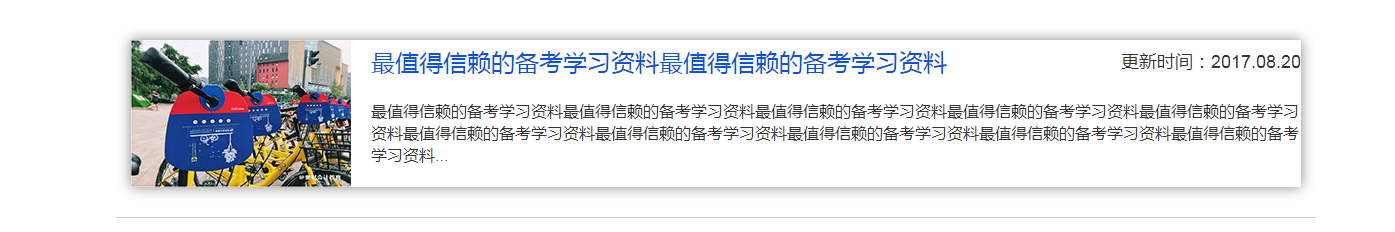 最值得信赖的备考学习资料最值得信赖的备考学习资料
更新时间：2017.08.20
最值得信赖的备考学习资料最值得信赖的备考学习资料最值得信赖的备考学习资料最值得信赖的备考学习资料最值得信赖的备考学习
资料最值得信赖的备考学习资料最值得信赖的备考学习资料最值得信赖的备考学习资料最值得信赖的备考学习资料最值得信赖的备考
学习资料...